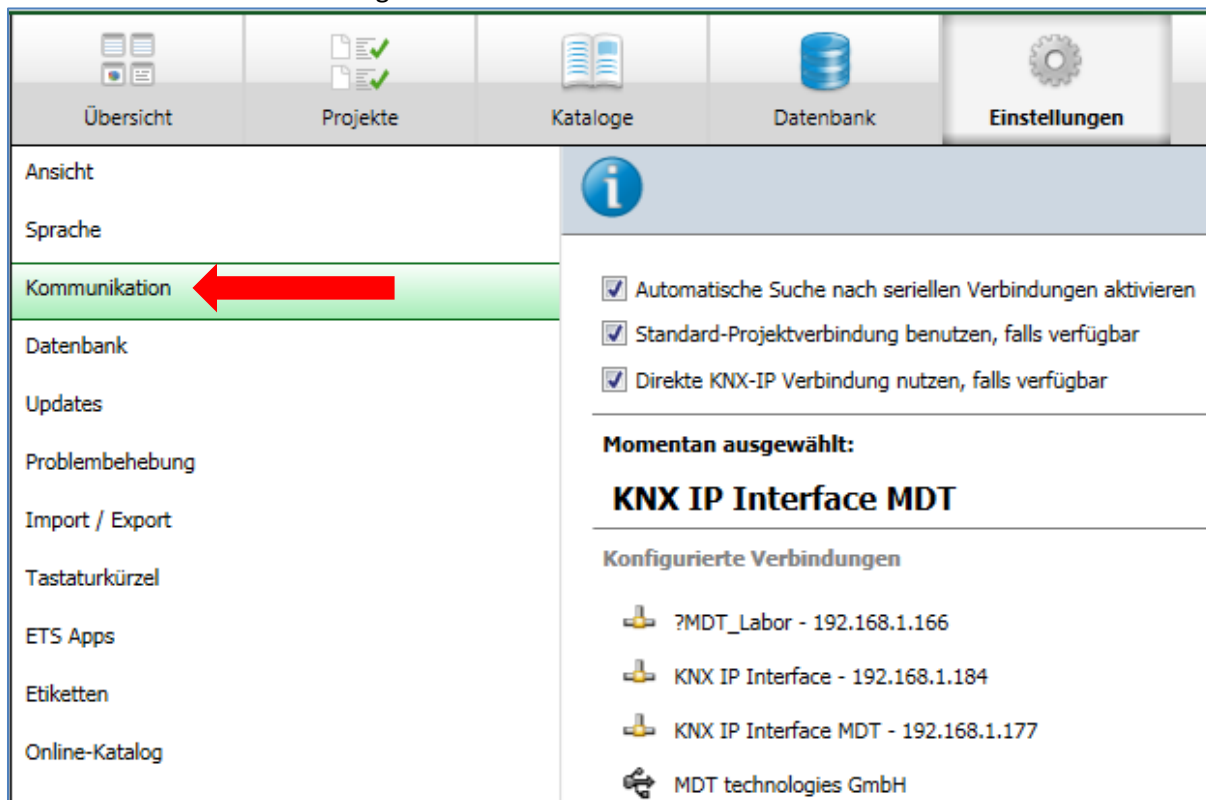 Übersicht
Projekte
Kataloge
Datenbank
Einstellungen
Ansicht
Sprache
Kommunikation
Datenbank
Updates
Problembehebung
Import / Export
Tastaturkürzel
ETS Apps
Etiketten
Online-Katalog
Automatische Suche nach seriellen Verbindungen aktivieren
Standard-Projektverbindung benutzen, falls verfügbar
Direkte KNX-IP Verbindung nutzen, falls verfügbar
Momentan ausgewählt:
KNX IP Interface MDT
Konfigurierte Verbindungen
?MDT_Labor - 192.168.1.166
KNX IP Interface - 192.168.1.184
KNX IP Interface MDT - 192.168.1.177
MDT technologies GmbH